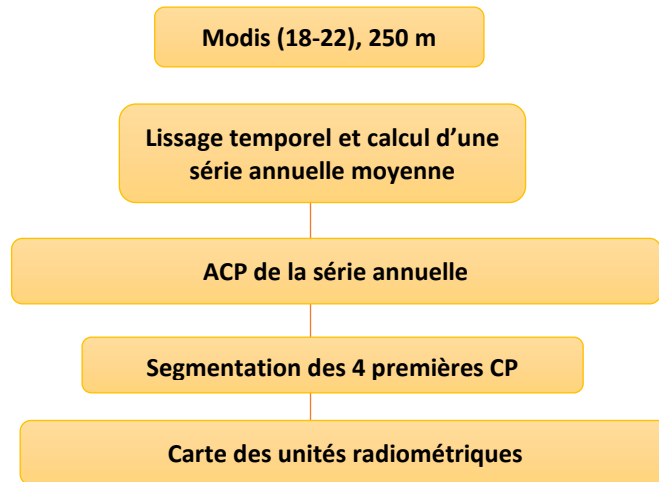 Modis (18-22), 250 m
Lissage temporel et calcul d’une
série annuelle moyenne
ACP de la série annuelle
Segmentation des 4 premières CP
Carte des unités radiométriques